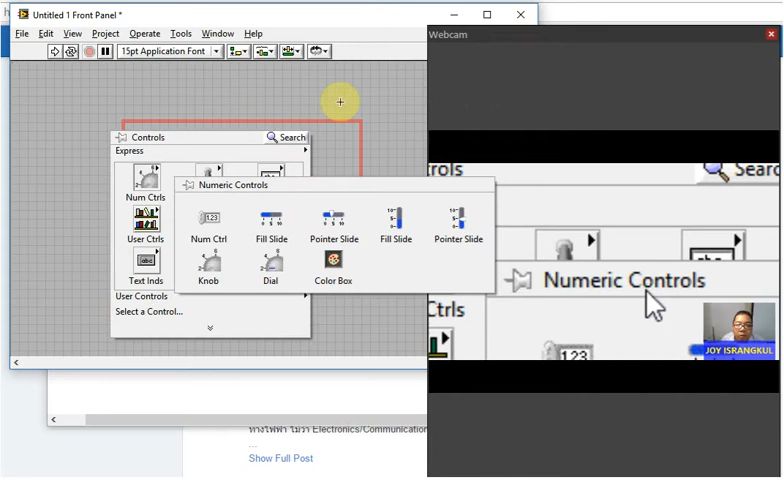 Untitled 1 Front Panel *
File Edit View Project Operate Tools Window Help
15pt Application Font
Controls
Search
Express
Num Ctrls
User Ctrls
Text Inds
User Controls
Select a Control...
Numeric Controls
Num Ctrl
Fill Slide
Pointer Slide
Fill Slide
Pointer Slide
Knob
Dial
Color Box
Electronics/Communication
...
Show Full Post
Webcam
rols
Searc
Numeric Controls
Ctrls
123
JOY ISRANGKUL